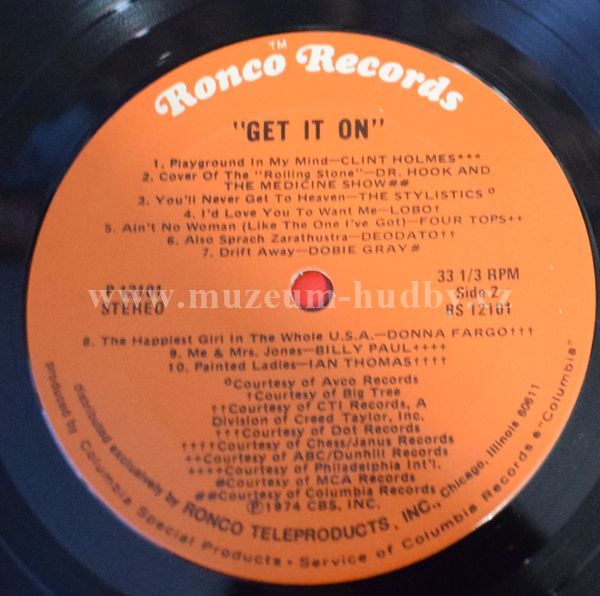 Ronco™ Records
"GET IT ON"
1. Playground In My Mind—CLINT HOLMES***
2. Cover Of The "Rolling Stone"—DR. HOOK AND
THE MEDICINE SHOW##
3. You'll Never Get To Heaven—THE STYLISTICS°
4. I'd Love You To Want Me—LOBO†
5. Ain't No Woman (Like The One I've Got)—FOUR TOPS++
6. Also Sprach Zarathustra—DEODATO††
7. Drift Away—DOBIE GRAY#
P 12101
STEREO
33 1/3 RPM
Side 2
BS 12101
www.muzeum-hudby.cz
8. The Happiest Girl In The Whole U.S.A.—DONNA FARGO†††
9. Me & Mrs. Jones—BILLY PAUL++++
10. Painted Ladies—IAN THOMAS††††
°Courtesy of Avco Records
†Courtesy of Big Tree
††Courtesy of CTI Records, A
Division of Creed Taylor, Inc.
†††Courtesy of Dot Records
††††Courtesy of Chess/Janus Records
++Courtesy of ABC/Dunhill Records
++++Courtesy of Philadelphia Int'l.
#Courtesy of MCA Records
##Courtesy of Columbia Records
Ⓟ1974 CBS, INC.
distributed exclusively by RONCO TELEPRODUCTS, INC., Chicago, Illinois 60611
produced by Columbia Special Products • Service of Columbia Records • "Columbia"